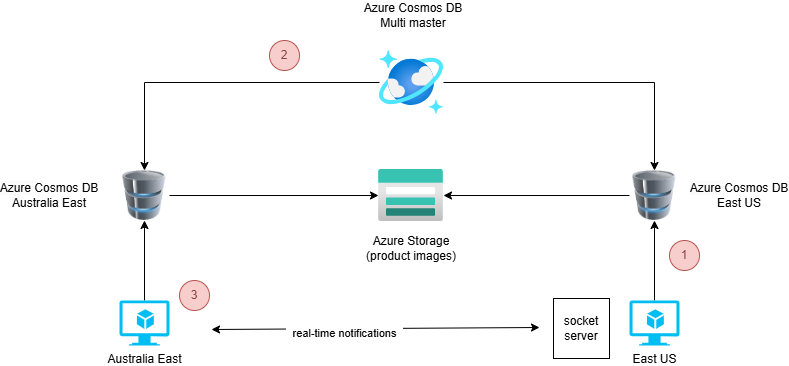 Azure Cosmos DB
Multi master
2
Azure Cosmos DB
Australia East
Azure Cosmos DB
East US
Azure Storage
(product images)
1
3
real-time notifications
socket
server
Australia East
East US